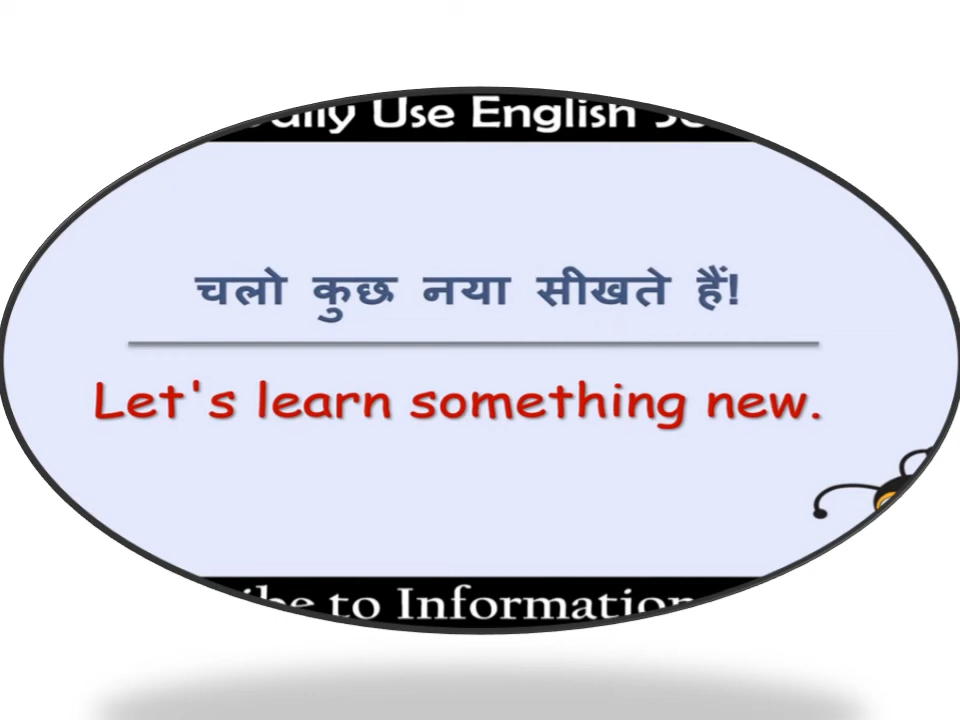 Daily Use English
चलो कुछ नया सीखते हैं!
Let's learn something new.
to Information